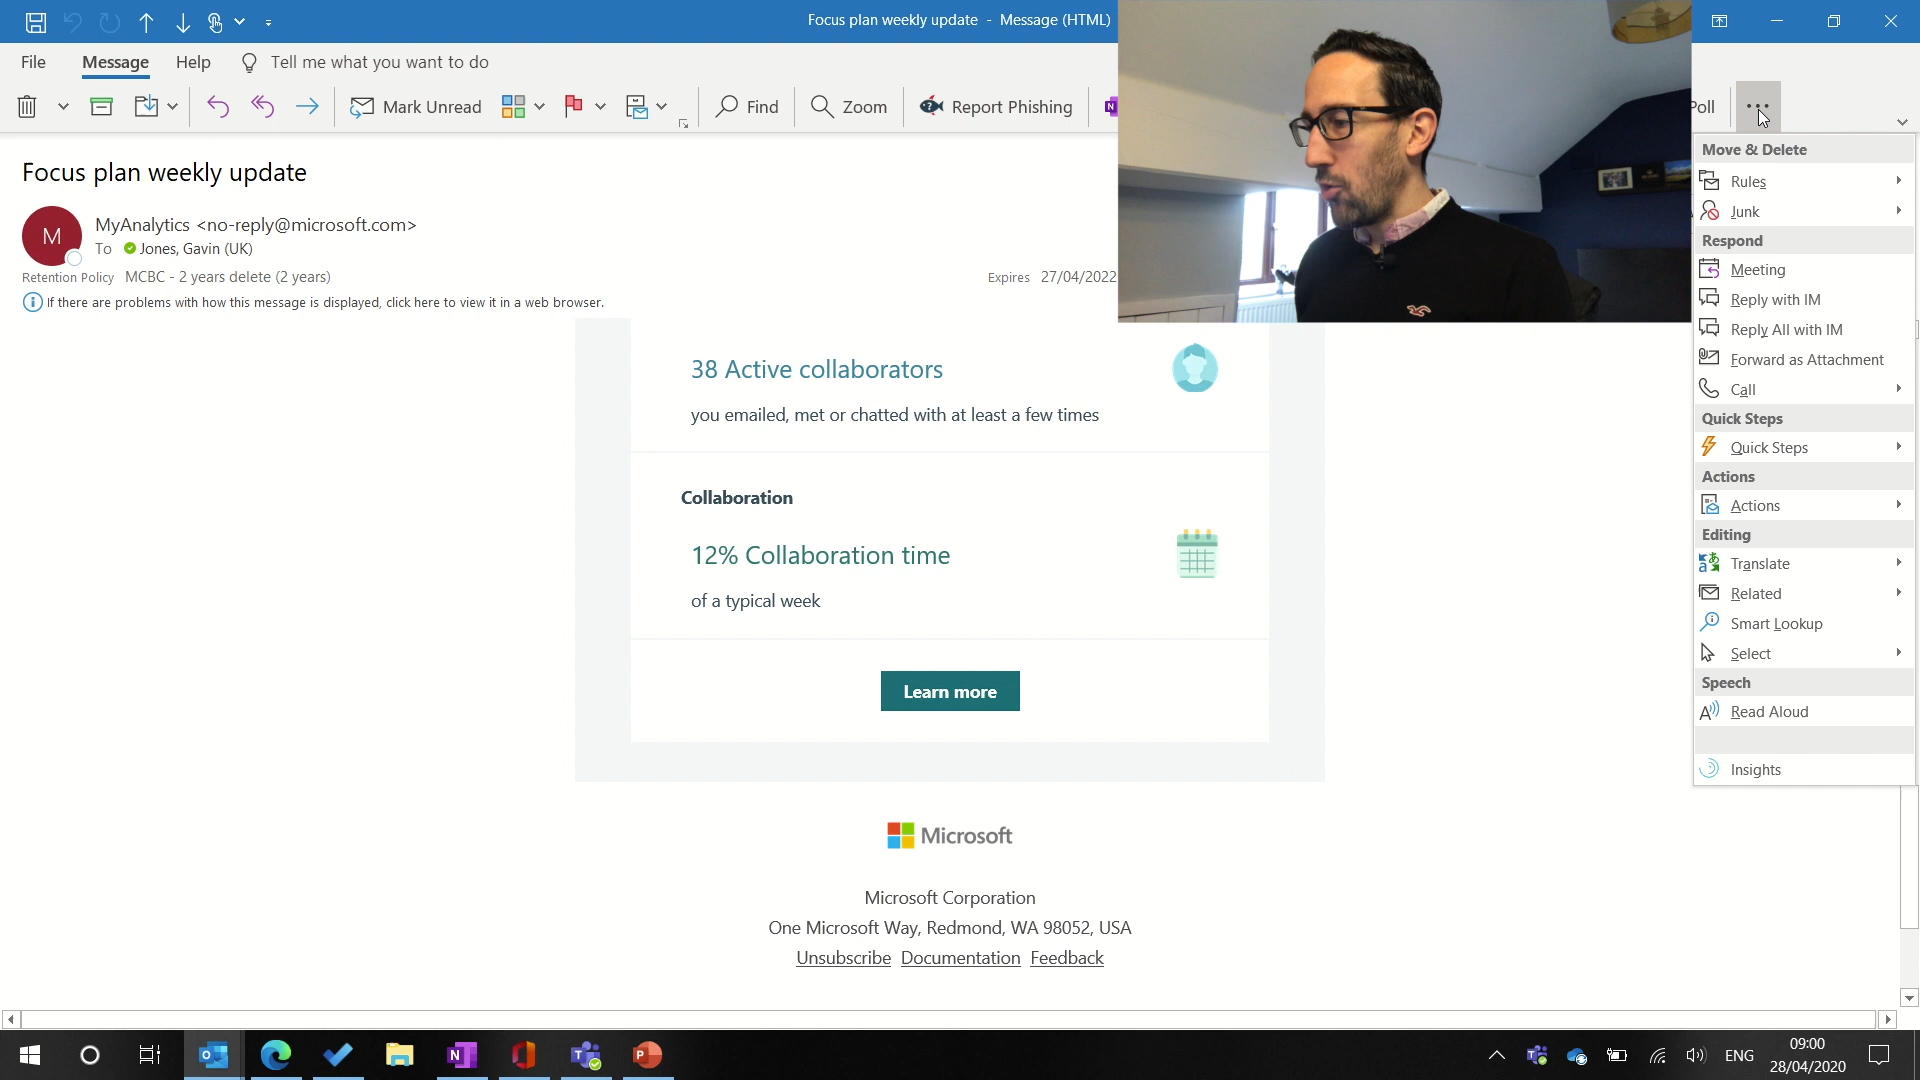 Focus plan weekly update - Message (HTML)
File Message Help Tell me what you want to do
Mark Unread Find Zoom Report Phishing Poll
Focus plan weekly update
M
MyAnalytics <no-reply@microsoft.com>
To Jones, Gavin (UK)
Retention Policy MCBC - 2 years delete (2 years) Expires 27/04/2022
If there are problems with how this message is displayed, click here to view it in a web browser.
38 Active collaborators
you emailed, met or chatted with at least a few times
Collaboration
12% Collaboration time
of a typical week
Learn more
Microsoft
Microsoft Corporation
One Microsoft Way, Redmond, WA 98052, USA
Unsubscribe Documentation Feedback
Move & Delete
Rules
Junk
Respond
Meeting
Reply with IM
Reply All with IM
Forward as Attachment
Call
Quick Steps
Quick Steps
Actions
Actions
Editing
Translate
Related
Smart Lookup
Select
Speech
Read Aloud
Insights
ENG
09:00
28/04/2020